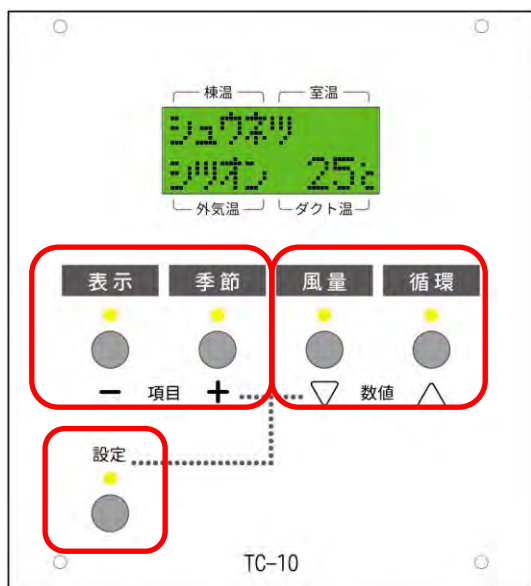 棟温 室温
シュウネツ
シツオン 25℃
外気温 ダクト温
表示 季節 風量 循環
− 項目 + ▽ 数値 △
設定
TC-10